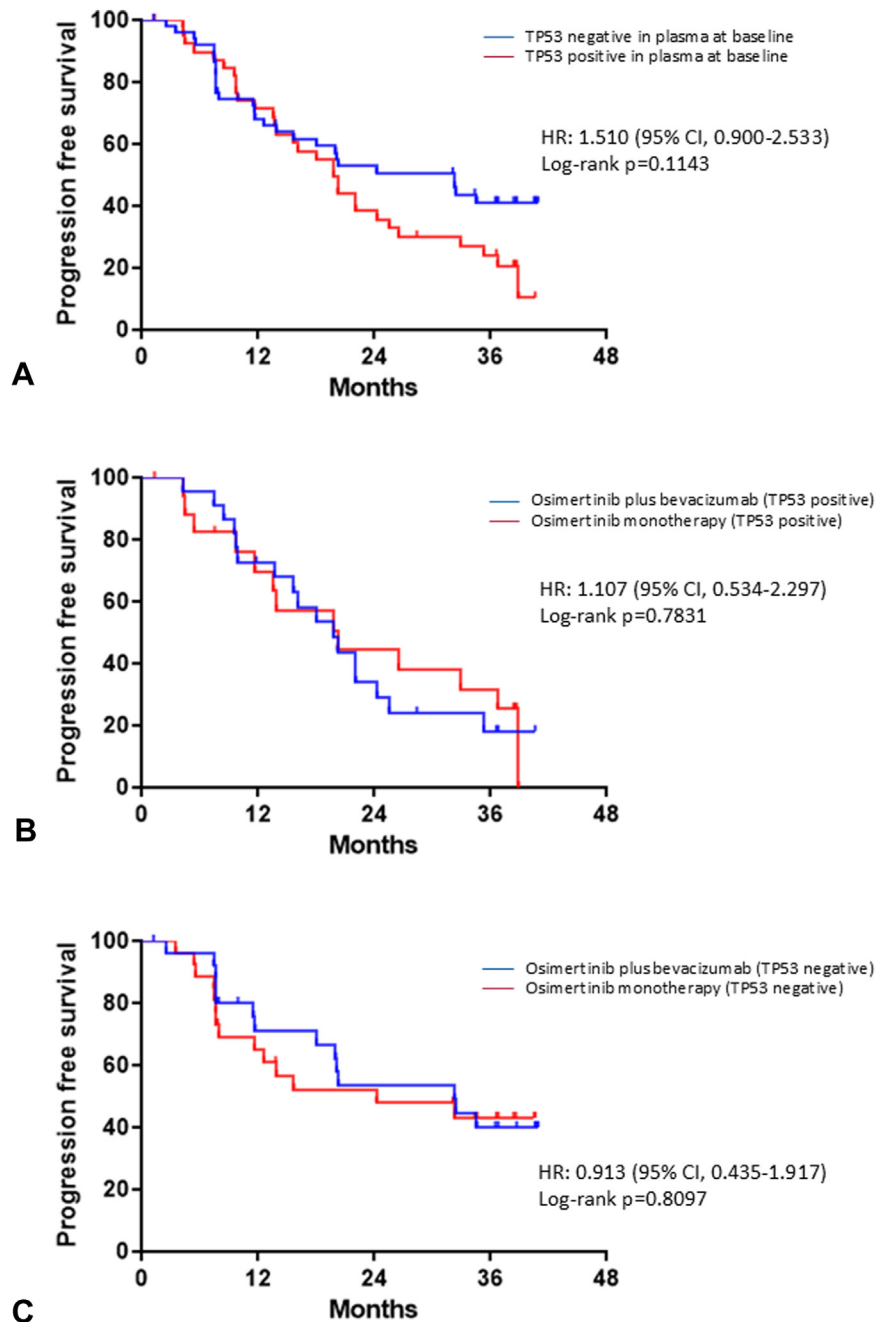 100
80
60
40
20
0
Progression free survival
TP53 negative in plasma at baseline
TP53 positive in plasma at baseline
HR: 1.510 (95% CI, 0.900-2.533)
Log-rank p=0.1143
0 12 24 36 48
Months
A
100
80
60
40
20
0
Progression free survival
Osimertinib plus bevacizumab (TP53 positive)
Osimertinib monotherapy (TP53 positive)
HR: 1.107 (95% CI, 0.534-2.297)
Log-rank p=0.7831
0 12 24 36 48
Months
B
100
80
60
40
20
0
Progression free survival
Osimertinib plus bevacizumab (TP53 negative)
Osimertinib monotherapy (TP53 negative)
HR: 0.913 (95% CI, 0.435-1.917)
Log-rank p=0.8097
0 12 24 36 48
Months
C